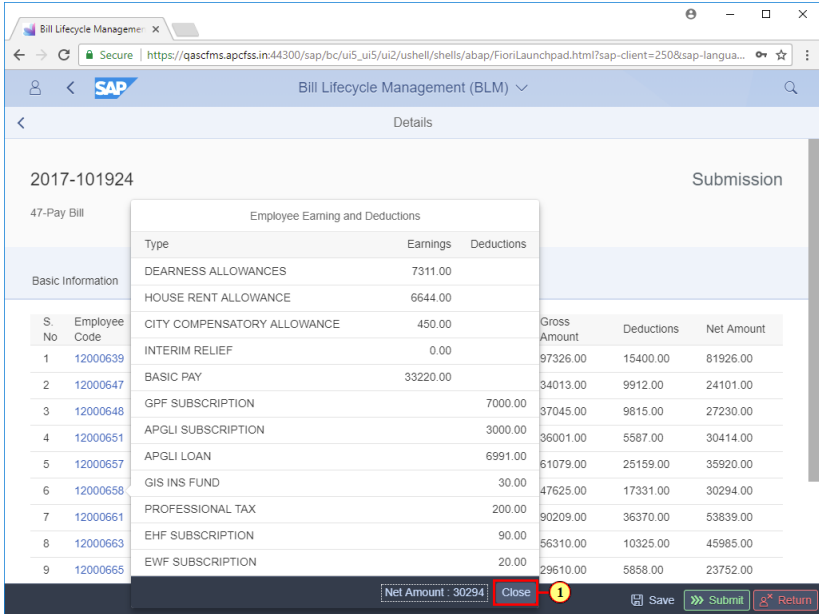 Bill Lifecycle Managemen
Secure | https://qascfms.apcfss.in:44300/sap/bc/ui5_ui5/ui2/ushell/shells/abap/FioriLaunchpad.html?sap-client=250&sap-langua...
SAP Bill Lifecycle Management (BLM)
Details
2017-101924 Submission
47-Pay Bill
Basic Information
Employee Earning and Deductions
Type Earnings Deductions
DEARNESS ALLOWANCES 7311.00
HOUSE RENT ALLOWANCE 6644.00
CITY COMPENSATORY ALLOWANCE 450.00
INTERIM RELIEF 0.00
BASIC PAY 33220.00
GPF SUBSCRIPTION 7000.00
APGLI SUBSCRIPTION 3000.00
APGLI LOAN 6991.00
GIS INS FUND 30.00
PROFESSIONAL TAX 200.00
EHF SUBSCRIPTION 90.00
EWF SUBSCRIPTION 20.00
Net Amount : 30294 Close 1
S. No Employee Code Gross Amount Deductions Net Amount
1 12000639 97326.00 15400.00 81926.00
2 12000647 34013.00 9912.00 24101.00
3 12000648 37045.00 9815.00 27230.00
4 12000651 36001.00 5587.00 30414.00
5 12000657 61079.00 25159.00 35920.00
6 12000658 47625.00 17331.00 30294.00
7 12000661 90209.00 36370.00 53839.00
8 12000663 56310.00 10325.00 45985.00
9 12000665 29610.00 5858.00 23752.00
Save Submit Return